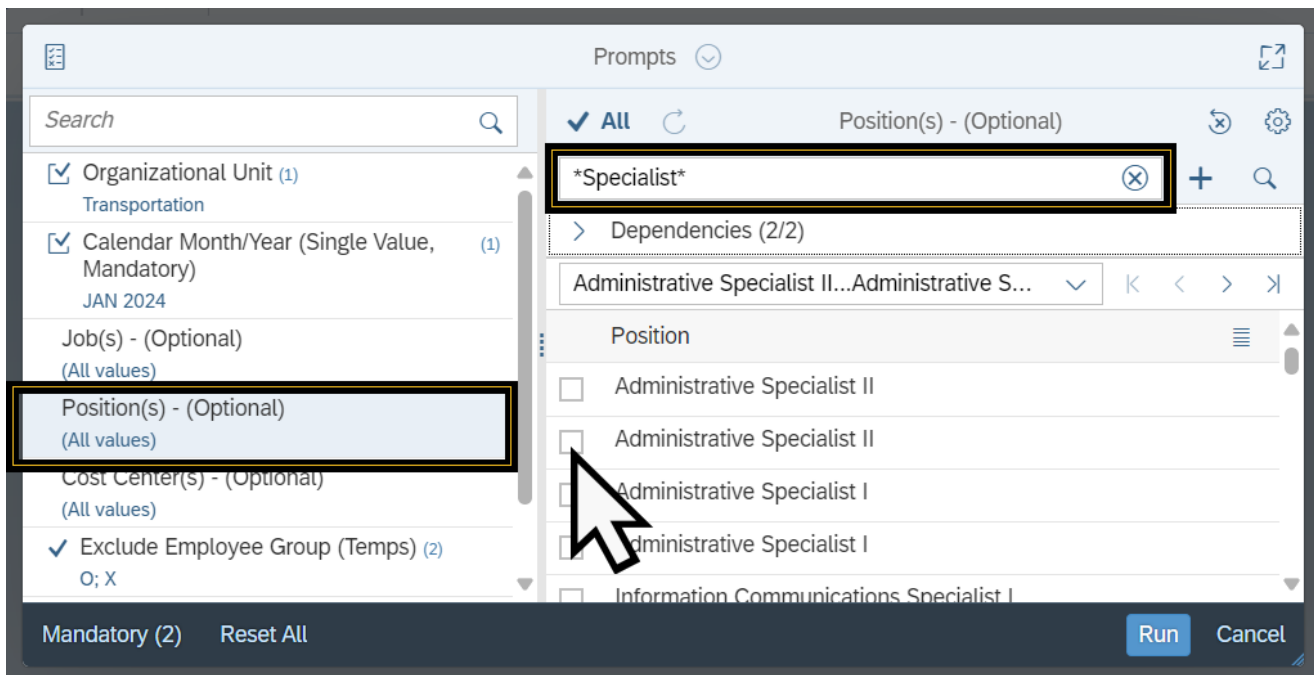 Prompts
Search
Organizational Unit (1)
Transportation
Calendar Month/Year (Single Value, (1)
Mandatory)
JAN 2024
Job(s) - (Optional)
(All values)
Position(s) - (Optional)
(All values)
Cost Center(s) - (Optional)
(All values)
Exclude Employee Group (Temps) (2)
O; X
All
Position(s) - (Optional)
*Specialist*
Dependencies (2/2)
Administrative Specialist II...Administrative S...
Position
Administrative Specialist II
Administrative Specialist II
Administrative Specialist I
Administrative Specialist I
Information Communications Specialist I
Mandatory (2) Reset All
Run Cancel